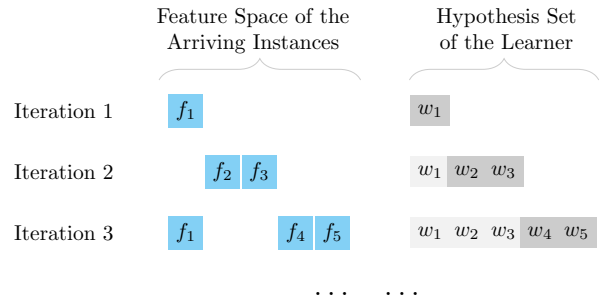 Feature Space of the Arriving Instances
Hypothesis Set of the Learner
Iteration 1 f₁ w₁
Iteration 2 f₂ f₃ w₁ w₂ w₃
Iteration 3 f₁ f₄ f₅ w₁ w₂ w₃ w₄ w₅
... ...